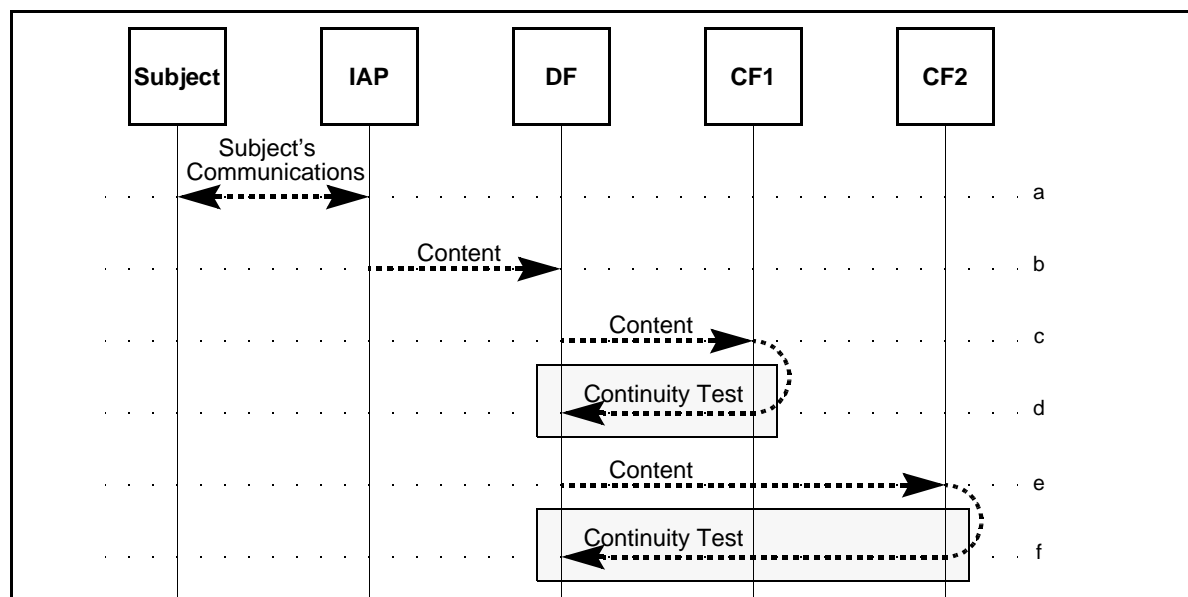 Subject IAP DF CF1 CF2
Subject's
Communications
a
Content
b
Content
c
Continuity Test
d
Content
e
Continuity Test
f